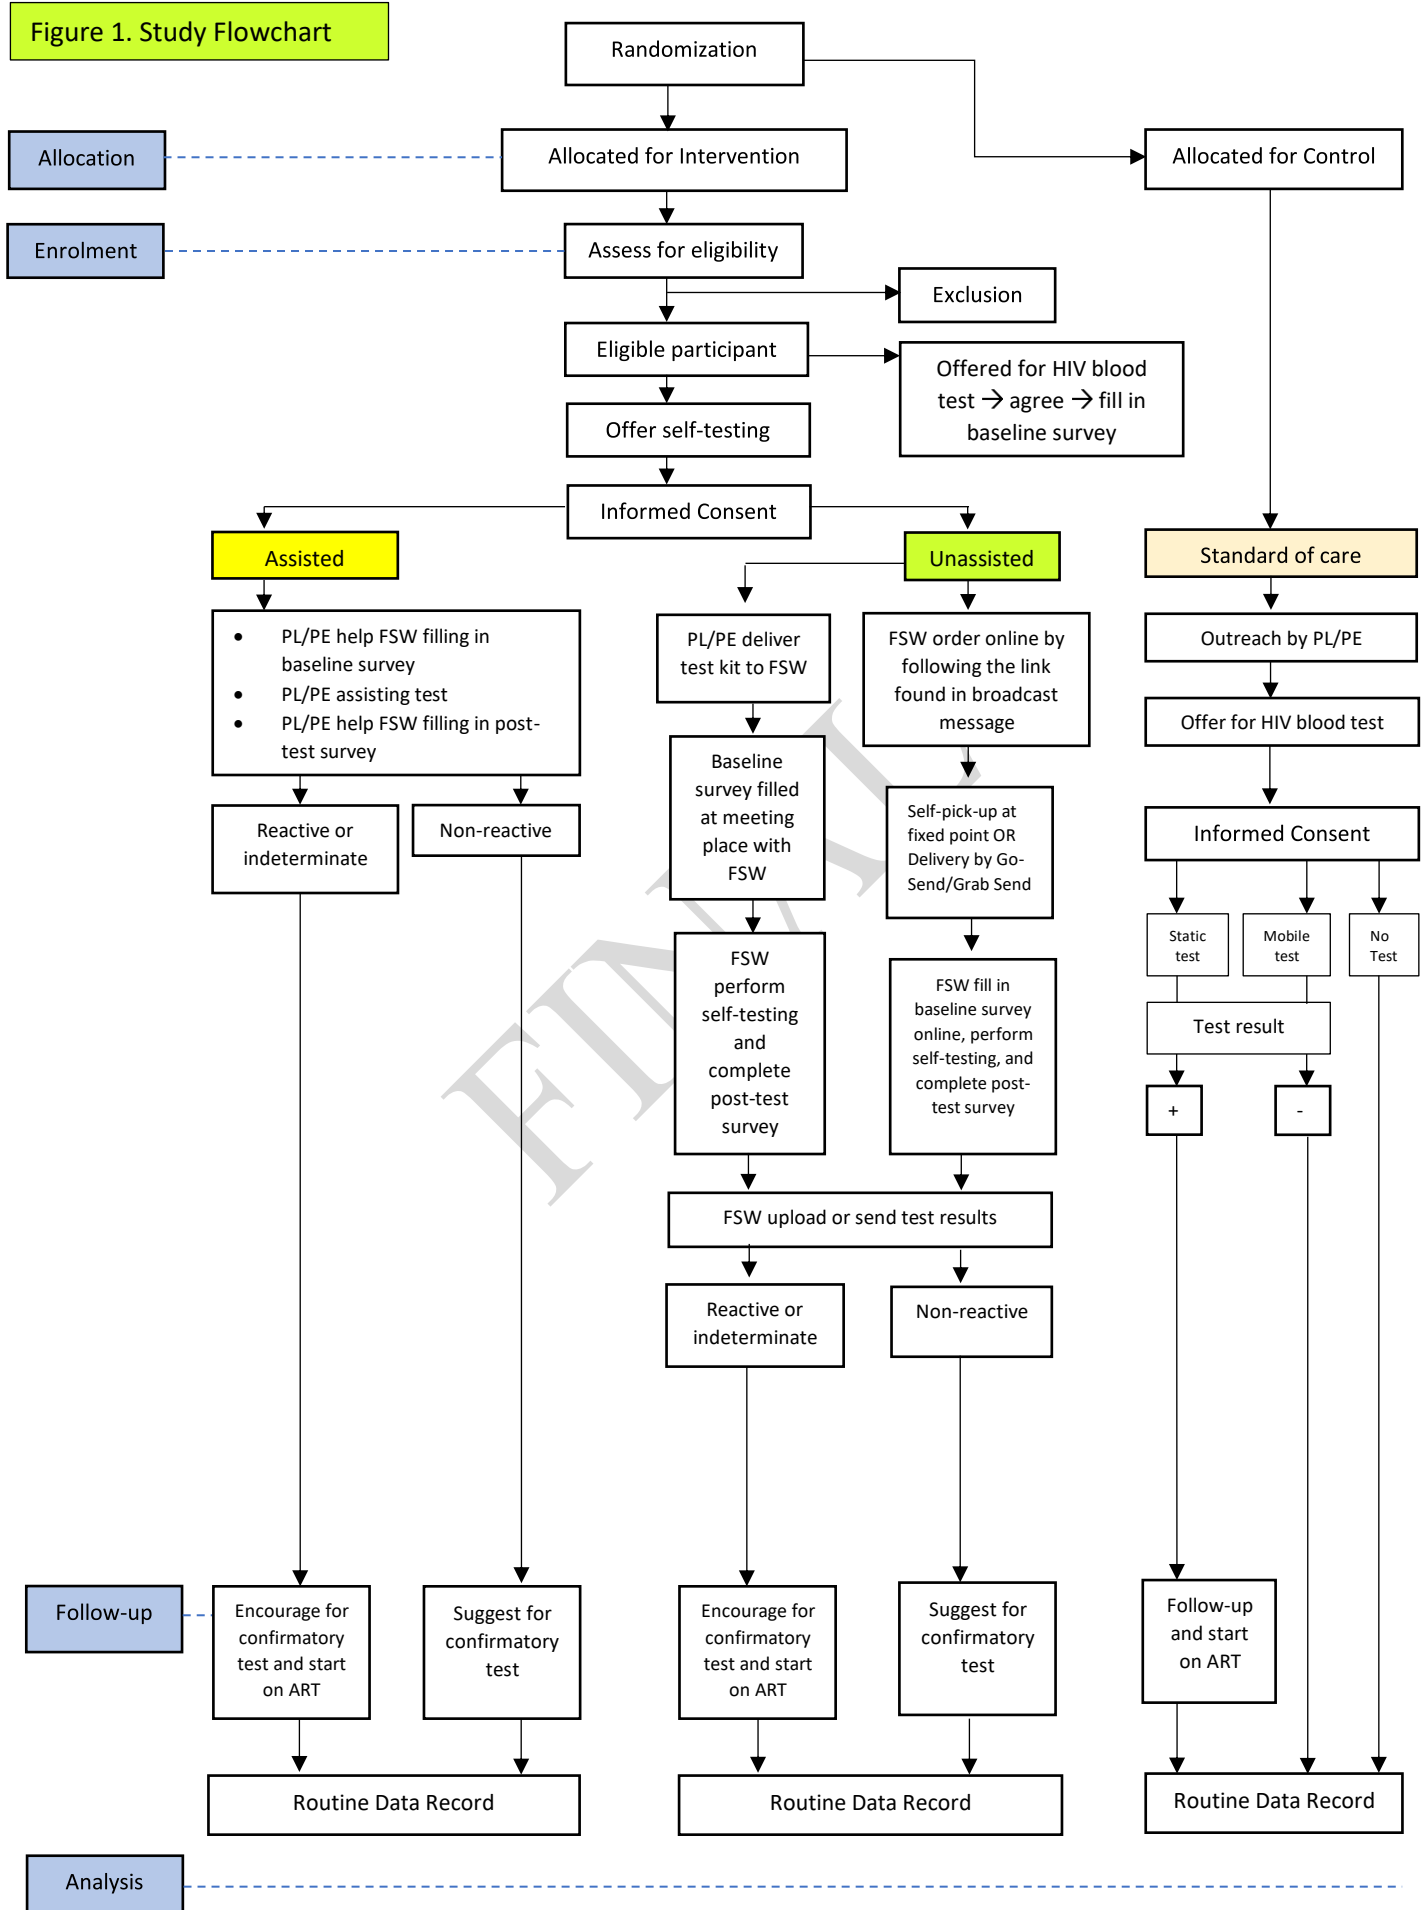 Figure 1. Study Flowchart
Randomization
Allocation
Allocated for Intervention
Allocated for Control
Enrolment
Assess for eligibility
Exclusion
Eligible participant
Offered for HIV blood
test → agree → fill in
baseline survey
Offer self-testing
Informed Consent
Assisted
Unassisted
Standard of care
• PL/PE help FSW filling in
baseline survey
• PL/PE assisting test
• PL/PE help FSW filling in post-
test survey
PL/PE deliver
test kit to FSW
FSW order online by
following the link
found in broadcast
message
Outreach by PL/PE
Offer for HIV blood test
Baseline
survey filled
at meeting
place with
FSW
Self-pick-up at
fixed point OR
Delivery by Go-
Send/Grab Send
Reactive or
indeterminate
Non-reactive
Informed Consent
Static
test
Mobile
test
No
Test
FSW
perform
self-testing
and
complete
post-test
survey
FSW fill in
baseline survey
online, perform
self-testing, and
complete post-
test survey
Test result
+
-
FINAL
FSW upload or send test results
Reactive or
indeterminate
Non-reactive
Follow-up
Encourage for
confirmatory
test and start
on ART
Suggest for
confirmatory
test
Encourage for
confirmatory
test and start
on ART
Suggest for
confirmatory
test
Follow-up
and start
on ART
Routine Data Record
Routine Data Record
Routine Data Record
Analysis